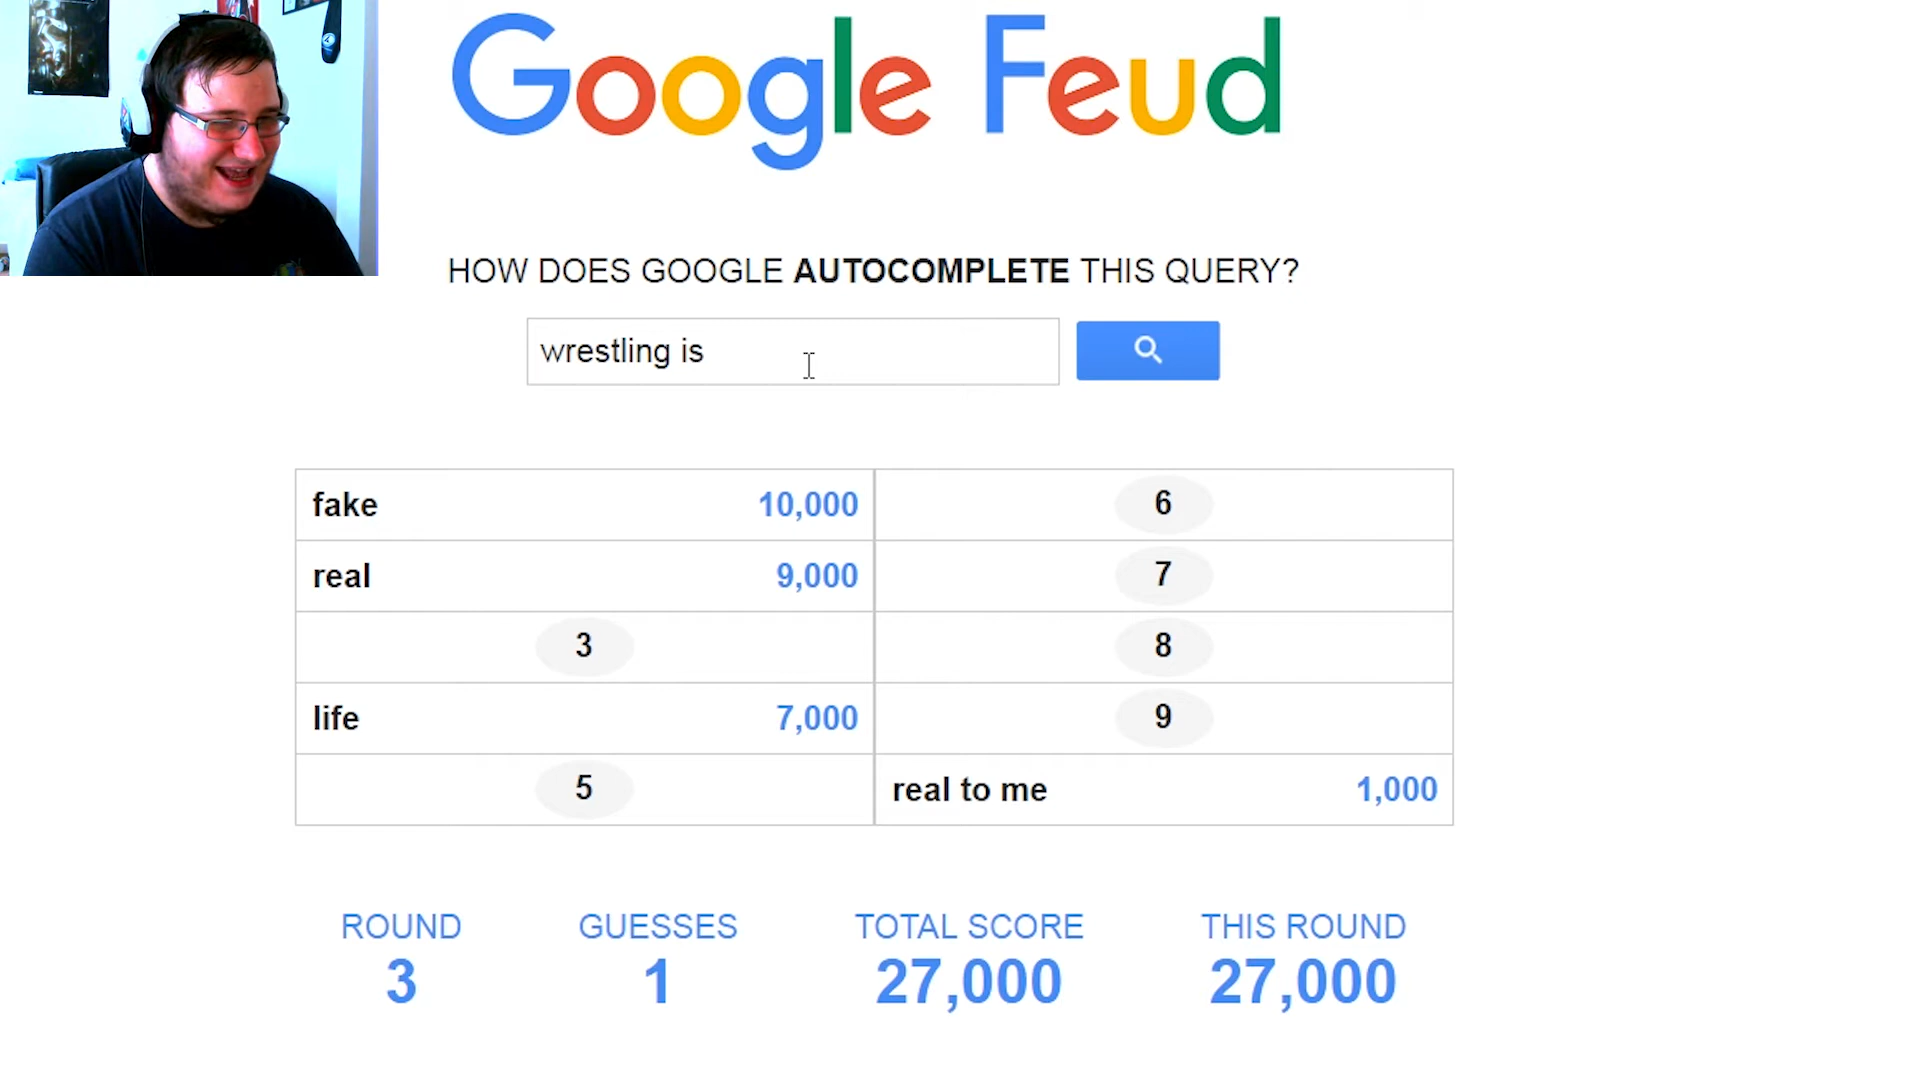 Google Feud
HOW DOES GOOGLE AUTOCOMPLETE THIS QUERY?
wrestling is
fake 10,000 6
real 9,000 7
3 8
life 7,000 9
5 real to me 1,000
ROUND GUESSES TOTAL SCORE THIS ROUND
3 1 27,000 27,000